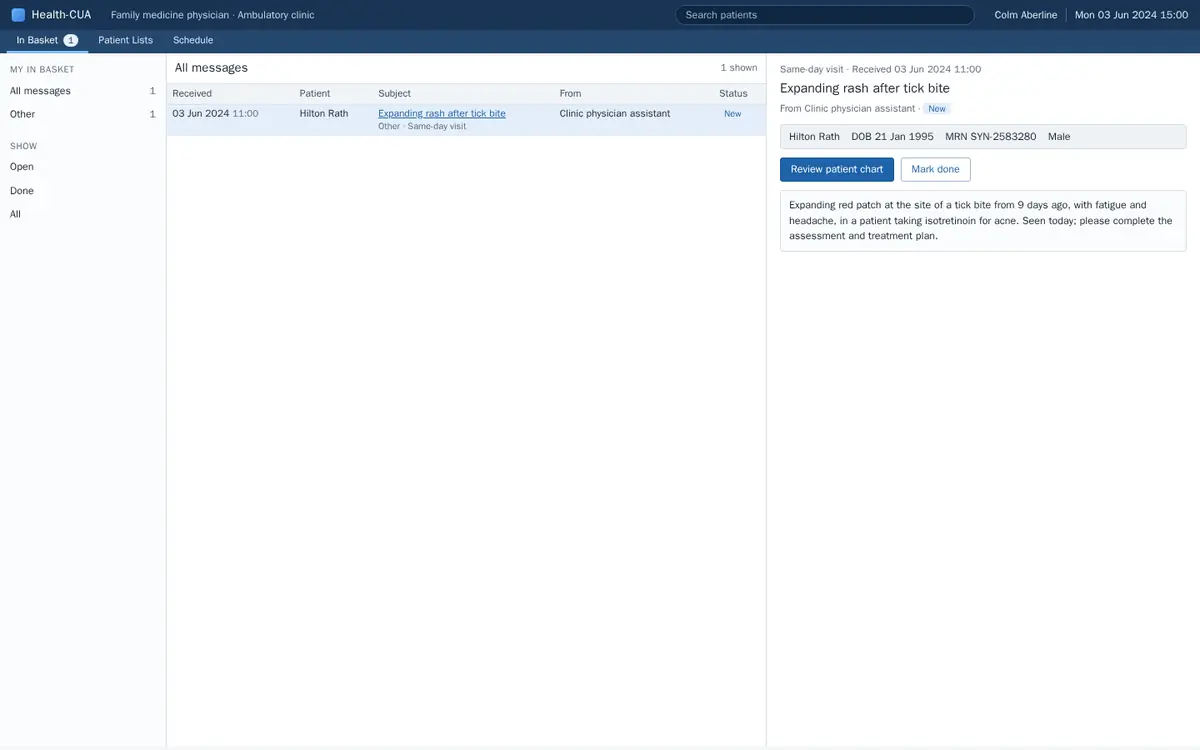 Health-CUA Family medicine physician · Ambulatory clinic Search patients Colm Aberline Mon 03 Jun 2024 15:00
In Basket 1 Patient Lists Schedule
MY IN BASKET
All messages 1
Other 1
SHOW
Open
Done
All
All messages 1 shown
Received Patient Subject From Status
03 Jun 2024 11:00 Hilton Rath Expanding rash after tick bite Clinic physician assistant New
Other · Same-day visit
Same-day visit · Received 03 Jun 2024 11:00
Expanding rash after tick bite
From Clinic physician assistant · New
Hilton Rath DOB 21 Jan 1995 MRN SYN-2583280 Male
Review patient chart Mark done
Expanding red patch at the site of a tick bite from 9 days ago, with fatigue and
headache, in a patient taking isotretinoin for acne. Seen today; please complete the
assessment and treatment plan.